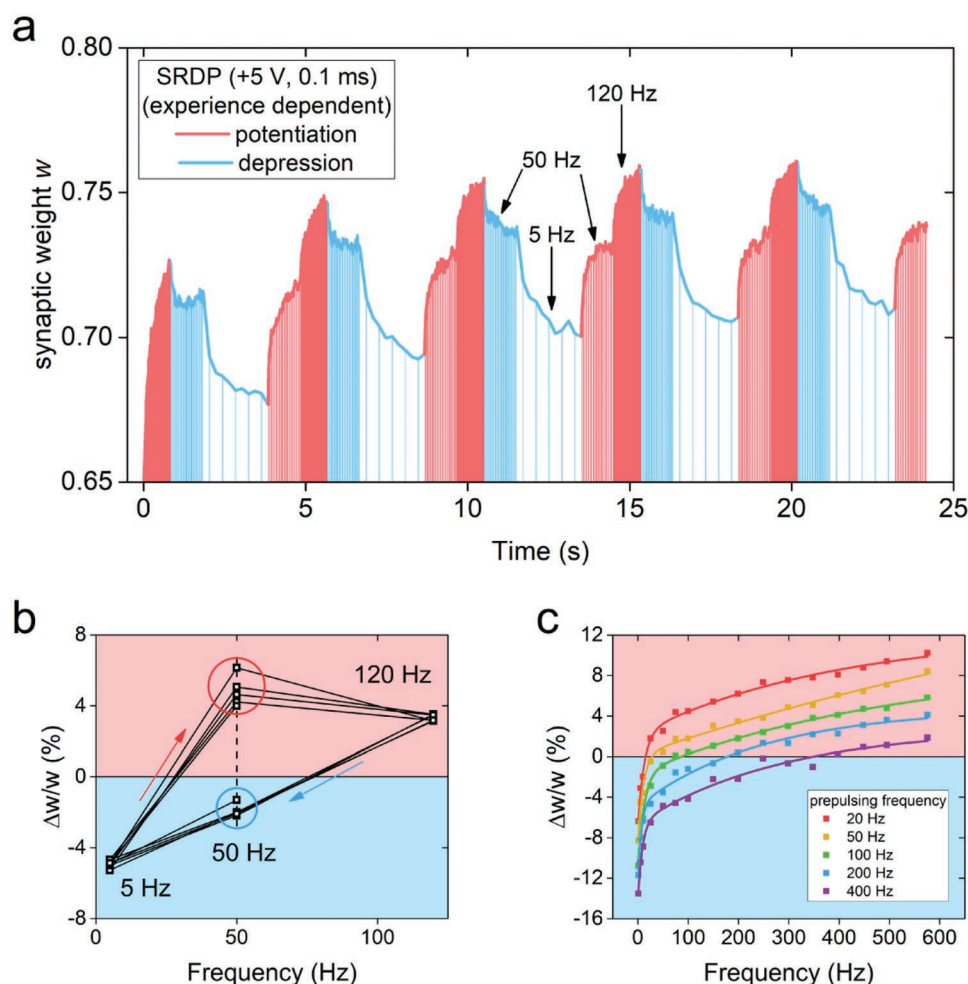 a
0.80
0.75
0.70
0.65
synaptic weight w
SRDP (+5 V, 0.1 ms)
(experience dependent)
potentiation
depression
120 Hz
50 Hz
5 Hz
0
5
10
15
20
25
Time (s)
b
8
4
0
-4
-8
Δw/w (%)
120 Hz
50 Hz
5 Hz
0
50
100
Frequency (Hz)
c
12
8
4
0
-4
-8
-12
-16
Δw/w (%)
prepulsing frequency
20 Hz
50 Hz
100 Hz
200 Hz
400 Hz
0
100
200
300
400
500
600
Frequency (Hz)